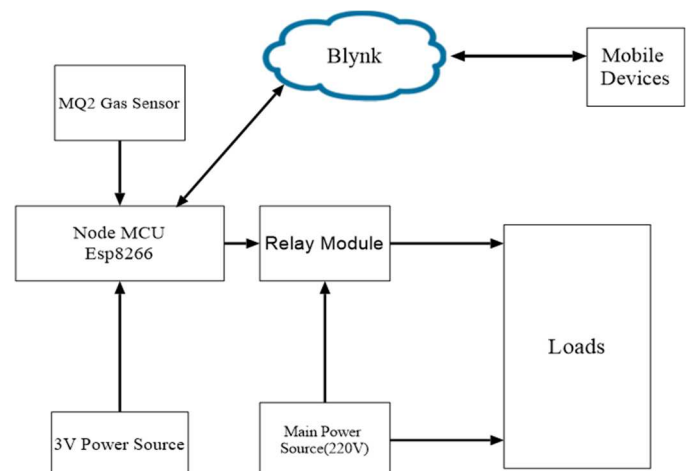 Blynk
Mobile
Devices
MQ2 Gas Sensor
Node MCU
Esp8266
Relay Module
Loads
3V Power Source
Main Power
Source(220V)